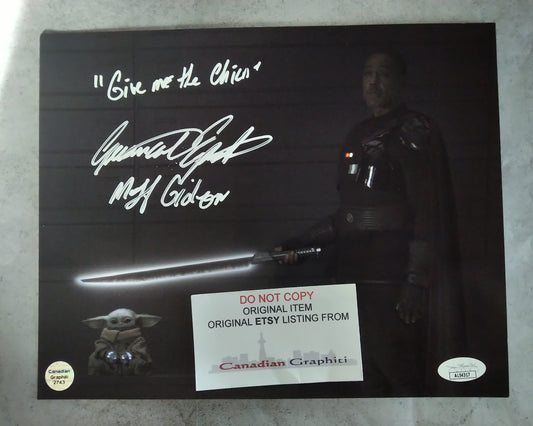 "Give me the Chicn"
Moff Gideon
DO NOT COPY
ORIGINAL ITEM
ORIGINAL ETSY LISTING FROM
Canadian Graphiti
Canadian
Graphiti
2743